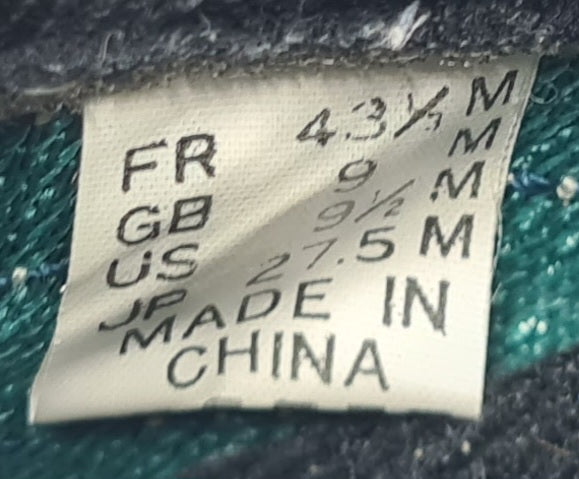 FR 43⅓ M
GB 9 M
US 9½ M
JP 27.5 M
MADE IN
CHINA